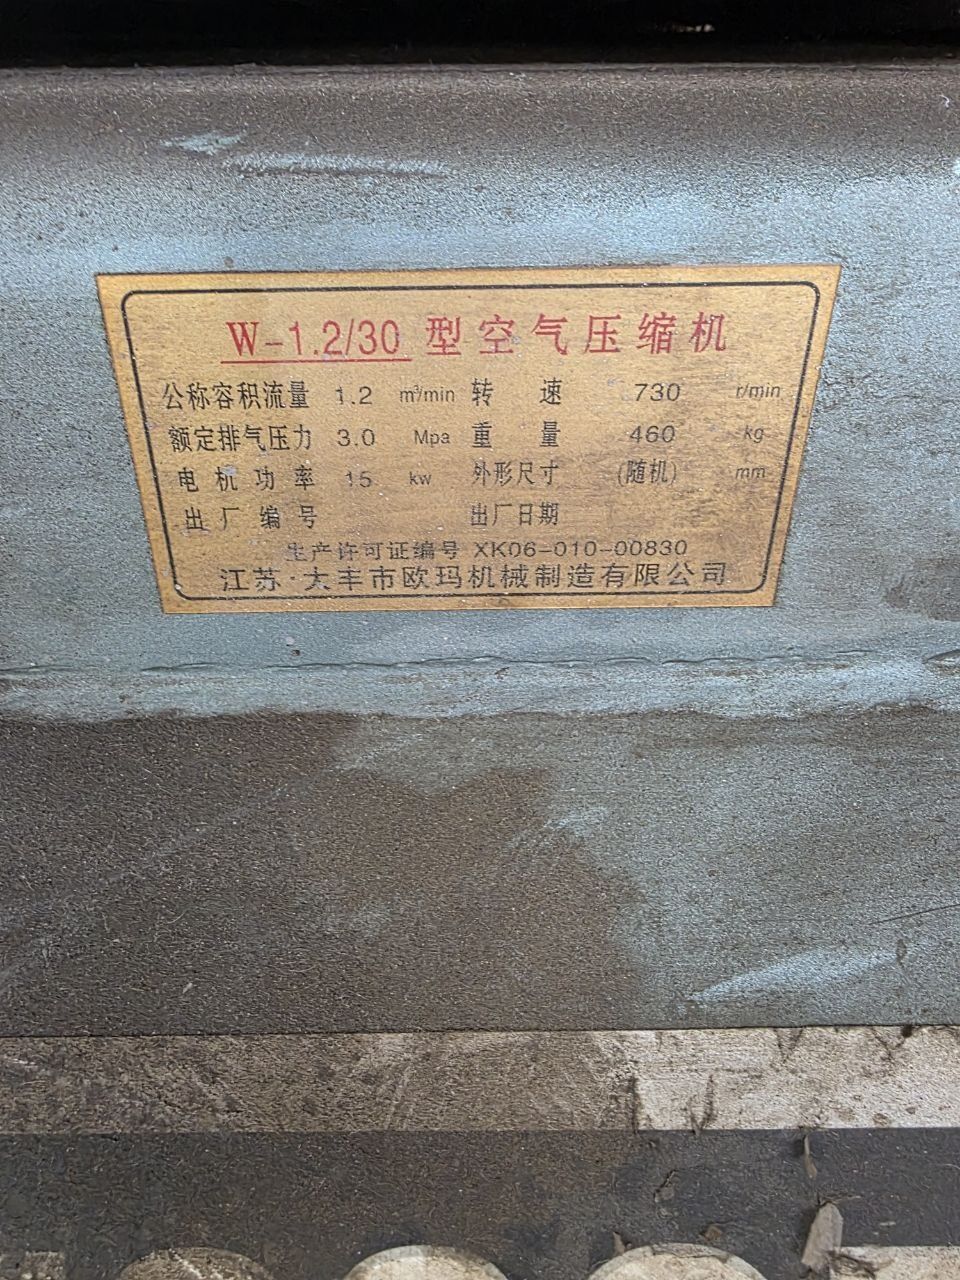 W-1.2/30 型空气压缩机
公称容积流量 1.2 m³/min 转速 730 r/min
额定排气压力 3.0 Mpa 重量 460 kg
电机功率 15 kw 外形尺寸 (随机) mm
出厂编号 出厂日期
生产许可证编号 XK06-010-00830
江苏·大丰市欧玛机械制造有限公司